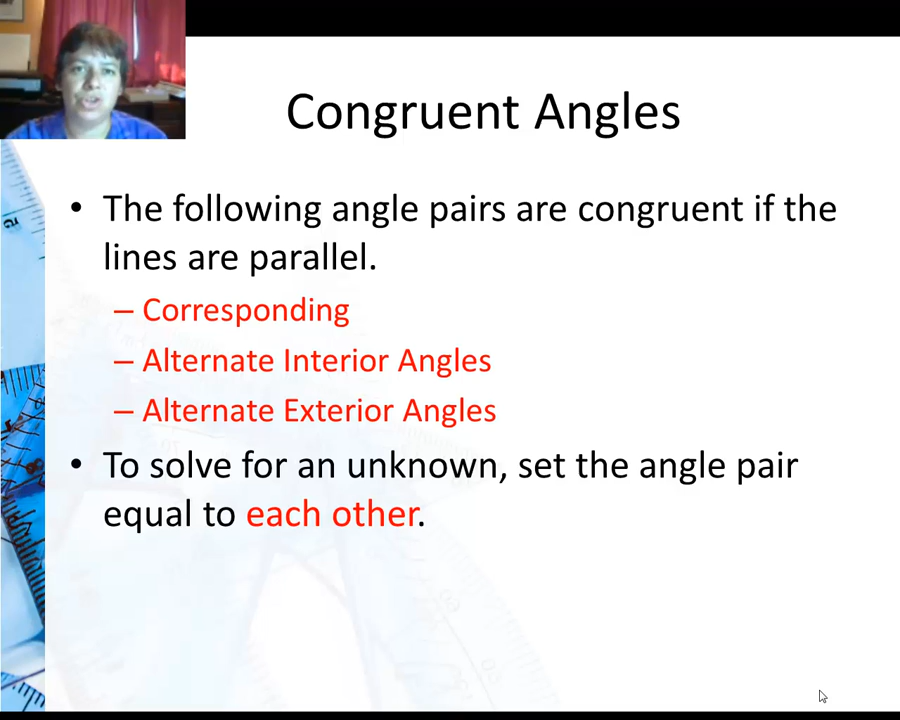 Congruent Angles
• The following angle pairs are congruent if the
lines are parallel.
– Corresponding
– Alternate Interior Angles
– Alternate Exterior Angles
• To solve for an unknown, set the angle pair
equal to each other.